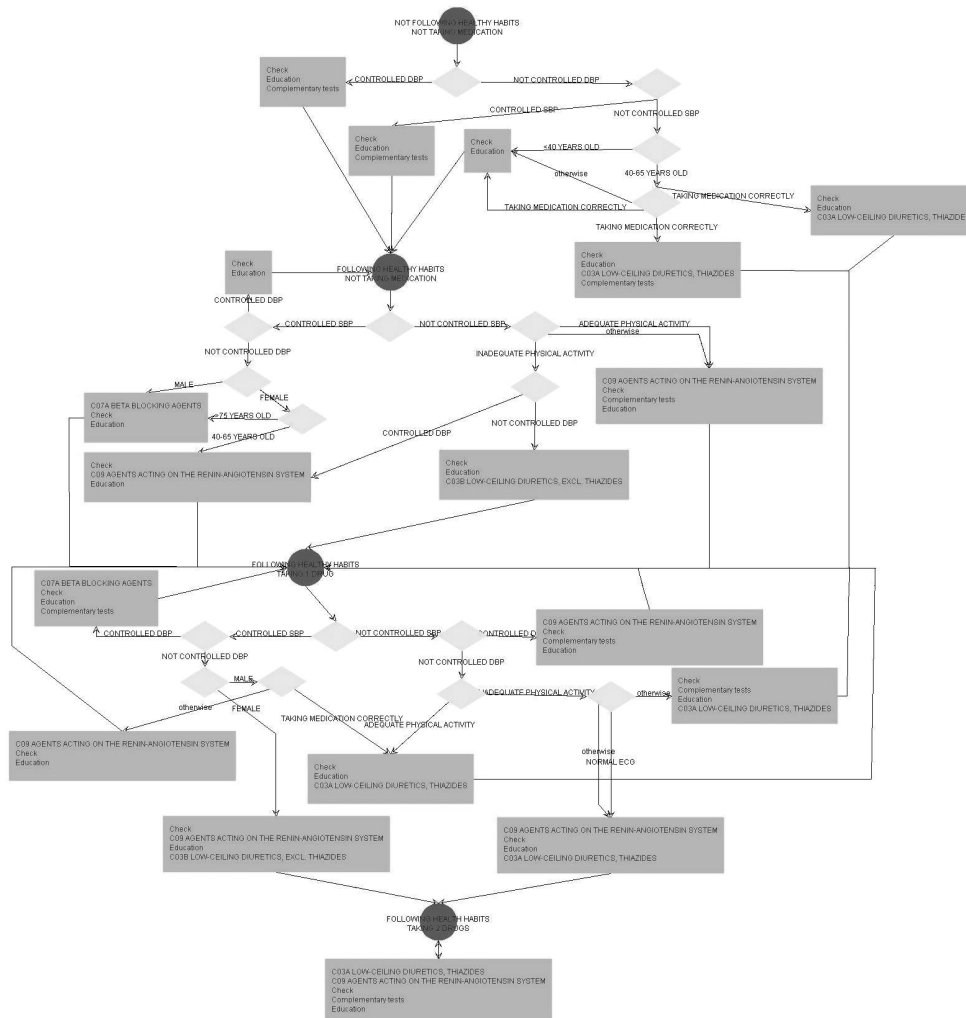 NOT FOLLOWING HEALTHY HABITS
NOT TAKING MEDICATION
CONTROLLED DBP
NOT CONTROLLED DBP
Check
Education
Complementary tests
CONTROLLED SBP
NOT CONTROLLED SBP
Check
Education
Complementary tests
Check
Education
<40 YEARS OLD
otherwise
40-65 YEARS OLD
TAKING MEDICATION CORRECTLY
TAKING MEDICATION CORRECTLY
TAKING MEDICATION CORRECTLY
Check
Education
C03A LOW-CEILING DIURETICS, THIAZIDES
Check
Education
C03A LOW-CEILING DIURETICS, THIAZIDES
Complementary tests
Check
Education
FOLLOWING HEALTHY HABITS
NOT TAKING MEDICATION
CONTROLLED DBP
CONTROLLED SBP
NOT CONTROLLED SBP
ADEQUATE PHYSICAL ACTIVITY
otherwise
NOT CONTROLLED DBP
INADEQUATE PHYSICAL ACTIVITY
MALE
FEMALE
C09 AGENTS ACTING ON THE RENIN-ANGIOTENSIN SYSTEM
Check
Complementary tests
Education
C07A BETA BLOCKING AGENTS
Check
Education
75 YEARS OLD
40-65 YEARS OLD
CONTROLLED DBP
NOT CONTROLLED DBP
Check
C09 AGENTS ACTING ON THE RENIN-ANGIOTENSIN SYSTEM
Education
Check
Education
C03B LOW-CEILING DIURETICS, EXCL. THIAZIDES
FOLLOWING HEALTHY HABITS
TAKING 1 DRUG
C07A BETA BLOCKING AGENTS
Check
Education
Complementary tests
CONTROLLED DBP
CONTROLLED SBP
NOT CONTROLLED SBP
CONTROLLED D
C09 AGENTS ACTING ON THE RENIN-ANGIOTENSIN SYSTEM
Check
Complementary tests
Education
NOT CONTROLLED DBP
NOT CONTROLLED DBP
MALE
otherwise
FEMALE
TAKING MEDICATION CORRECTLY
ADEQUATE PHYSICAL ACTIVITY
ADEQUATE PHYSICAL ACTIVITY
otherwise
Check
Complementary tests
Education
C03A LOW-CEILING DIURETICS, THIAZIDES
C09 AGENTS ACTING ON THE RENIN-ANGIOTENSIN SYSTEM
Check
Education
otherwise
NORMAL ECG
Check
Education
C03A LOW-CEILING DIURETICS, THIAZIDES
Check
C09 AGENTS ACTING ON THE RENIN-ANGIOTENSIN SYSTEM
Education
C03B LOW-CEILING DIURETICS, EXCL. THIAZIDES
C09 AGENTS ACTING ON THE RENIN-ANGIOTENSIN SYSTEM
Check
Education
C03A LOW-CEILING DIURETICS, THIAZIDES
FOLLOWING HEALTH HABITS
TAKING 2 DRUGS
C03A LOW-CEILING DIURETICS, THIAZIDES
C09 AGENTS ACTING ON THE RENIN-ANGIOTENSIN SYSTEM
Check
Complementary tests
Education